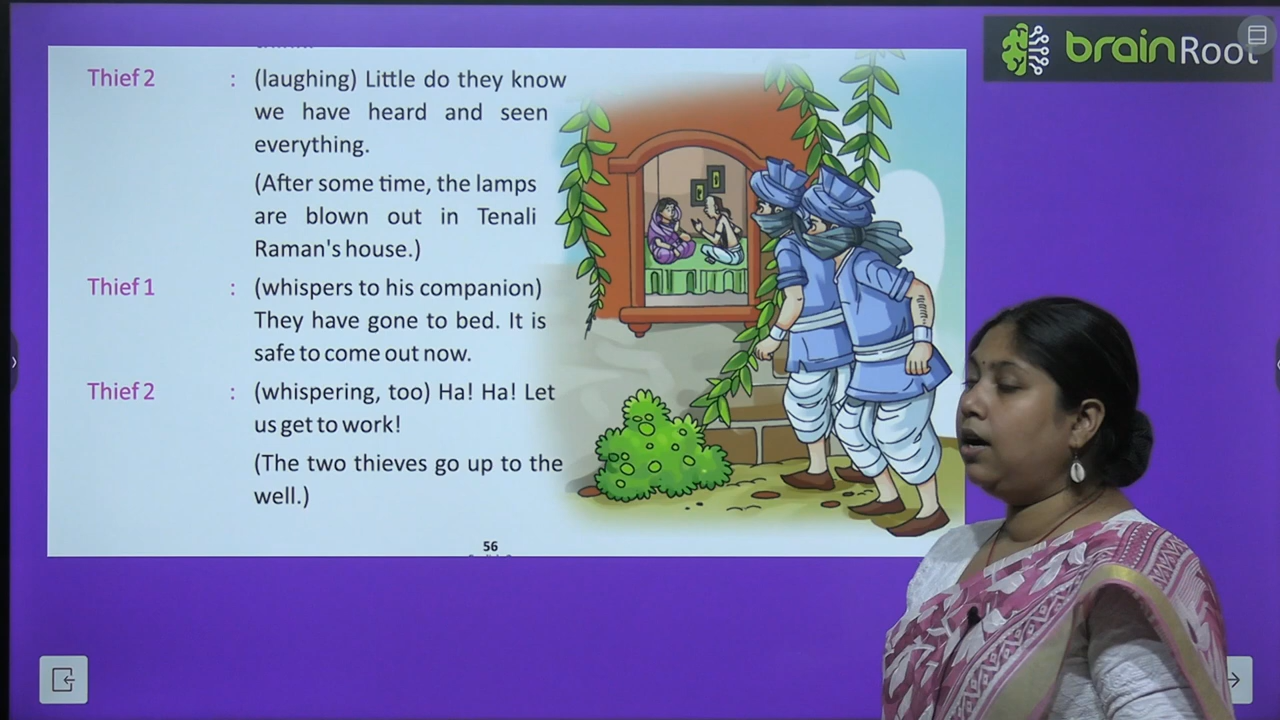 brainRoot
Thief 2 : (laughing) Little do they know
we have heard and seen
everything.
(After some time, the lamps
are blown out in Tenali
Raman's house.)
Thief 1 : (whispers to his companion)
They have gone to bed. It is
safe to come out now.
Thief 2 : (whispering, too) Ha! Ha! Let
us get to work!
(The two thieves go up to the
well.)
56